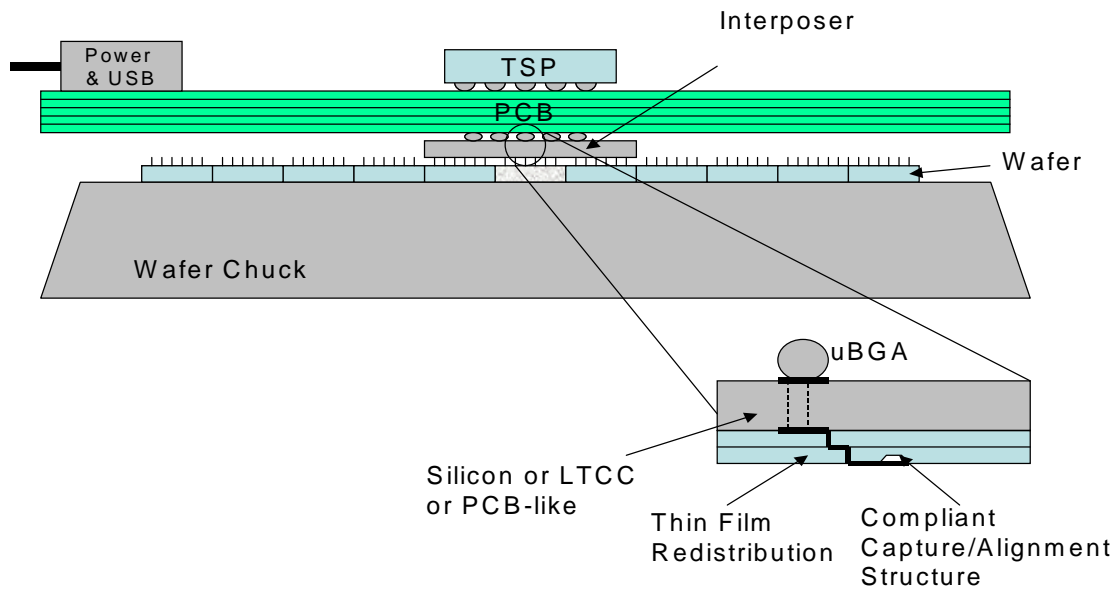 Interposer
Power
& USB
TSP
PCB
Wafer
Wafer Chuck
uBGA
Silicon or LTCC
or PCB-like
Thin Film
Redistribution
Compliant
Capture/Alignment
Structure